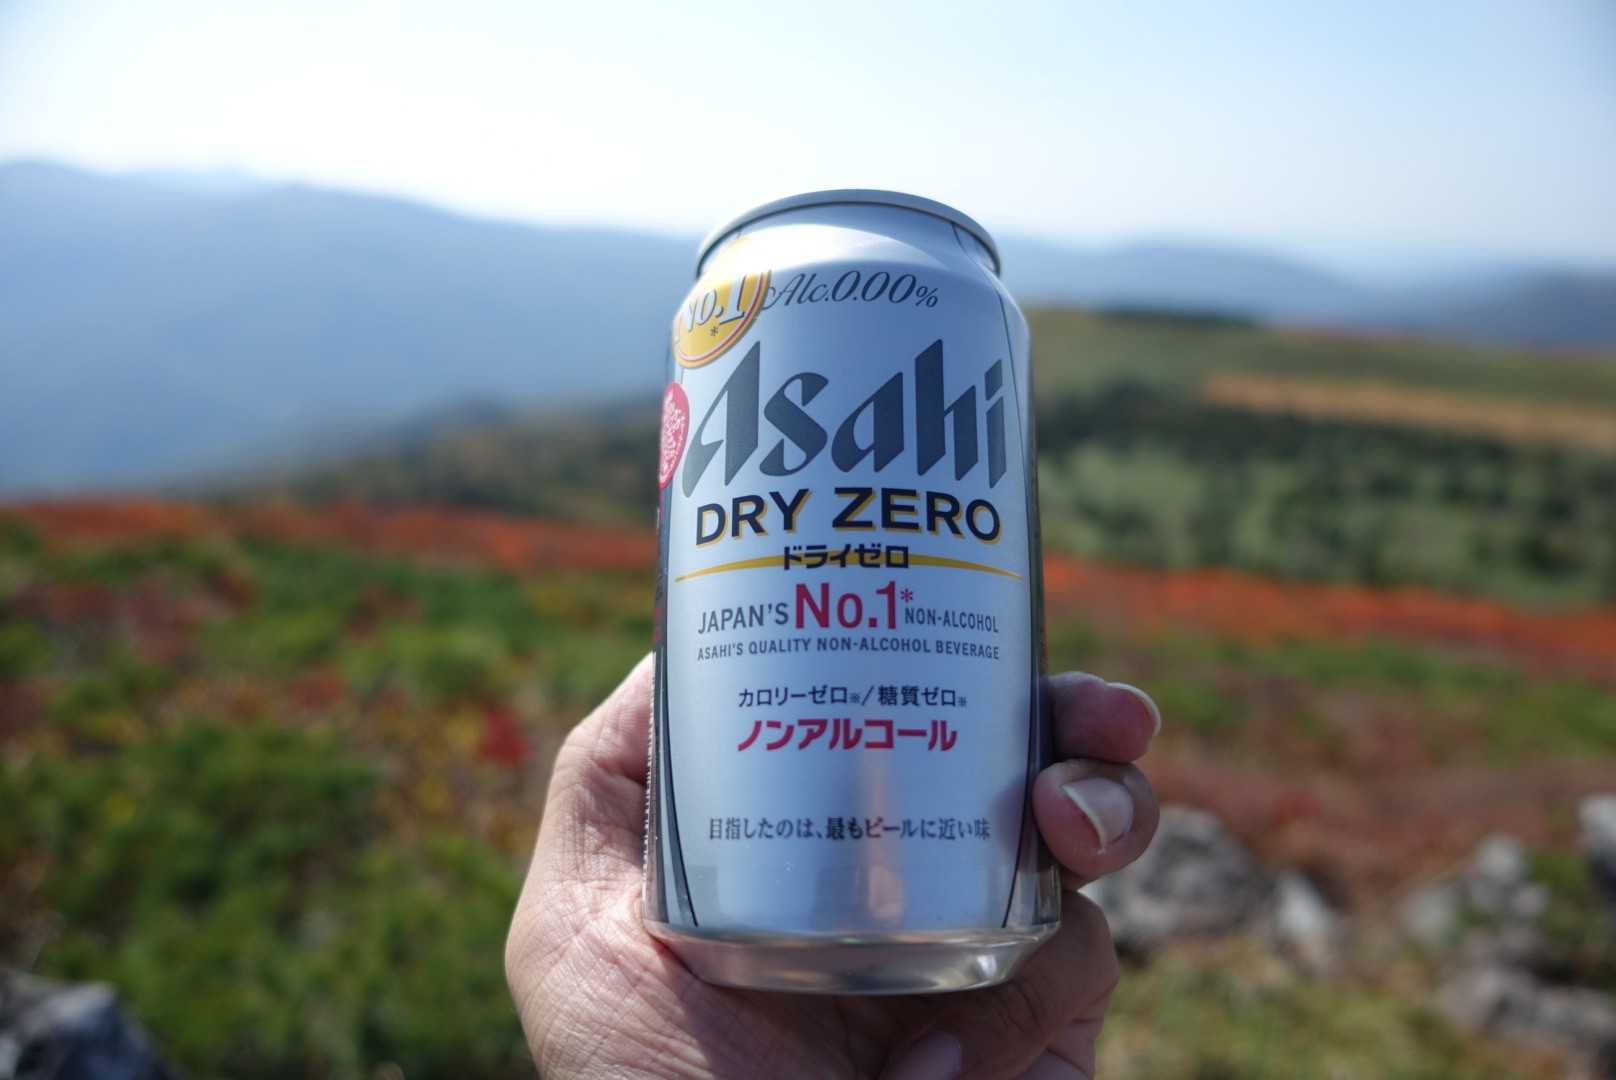 No.1*
Alc.0.00%
Asahi
DRY ZERO
ドライゼロ
JAPAN'S No.1* NON-ALCOHOL
ASAHI'S QUALITY NON-ALCOHOL BEVERAGE
カロリーゼロ※/糖質ゼロ※
ノンアルコール
目指したのは、最もビールに近い味